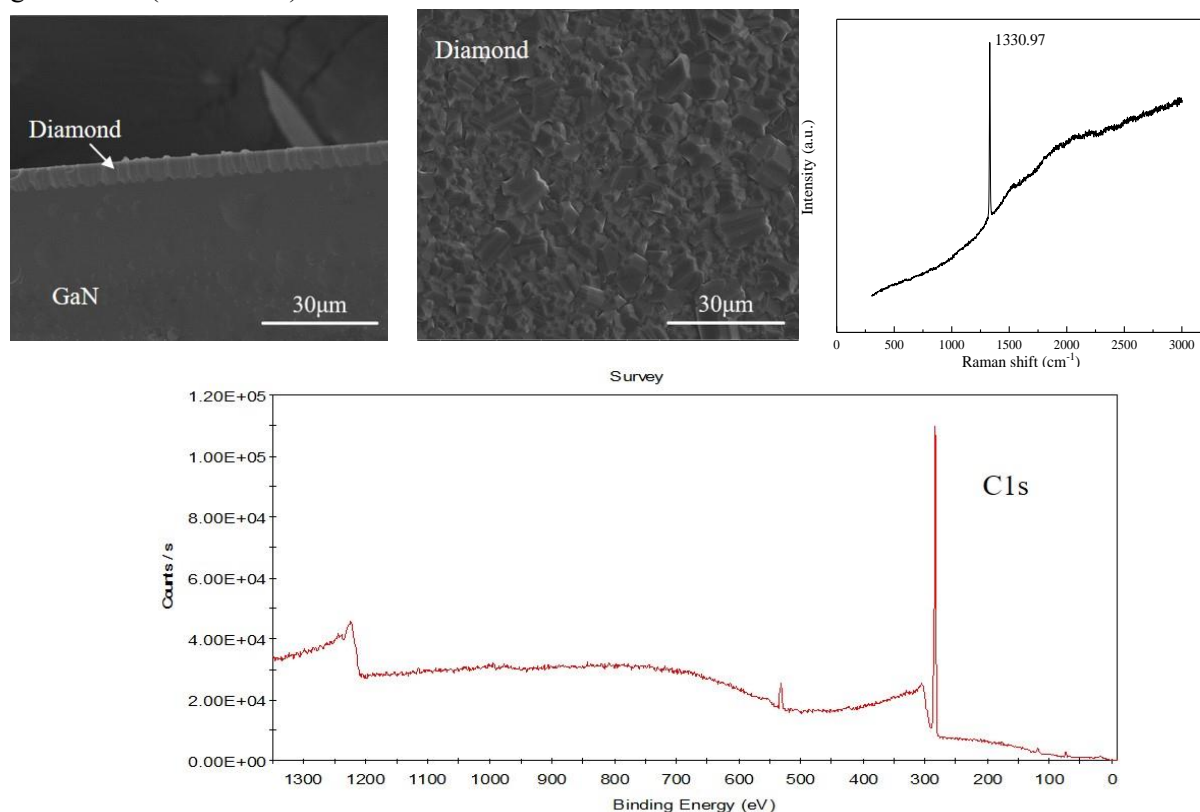 Diamond
GaN
30μm
Diamond
30μm
1330.97
Intensity (a.u.)
0 500 1000 1500 2000 2500 3000
Raman shift (cm-1)
Survey
1.20E+05
1.00E+05
8.00E+04
6.00E+04
4.00E+04
2.00E+04
0.00E+00
Counts / s
C1s
1300 1200 1100 1000 900 800 700 600 500 400 300 200 100 0
Binding Energy (eV)